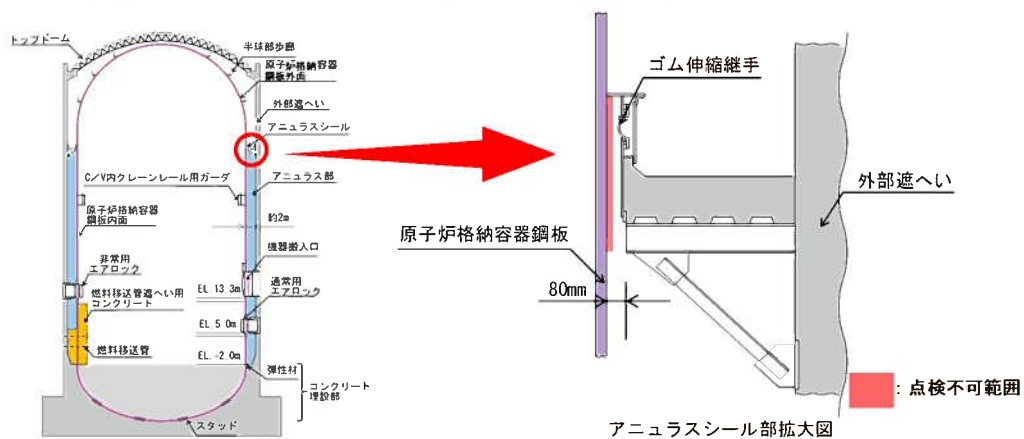 トップドーム
半球部歩廊
原子炉格納容器
鋼板外面
外部遮へい
アニュラスシール
C/V内クレーンレール用ガーダ
アニュラス部
原子炉格納容器
鋼板内面
約2m
機器搬入口
非常用
エアロック
通常用
エアロック
EL.13.3m
燃料移送管遮へい用
コンクリート
EL.5.0m
燃料移送管
EL.-2.0m
弾性材
コンクリート
埋設部
スタッド
ゴム伸縮継手
外部遮へい
原子炉格納容器鋼板
80mm
:点検不可範囲
アニュラスシール部拡大図